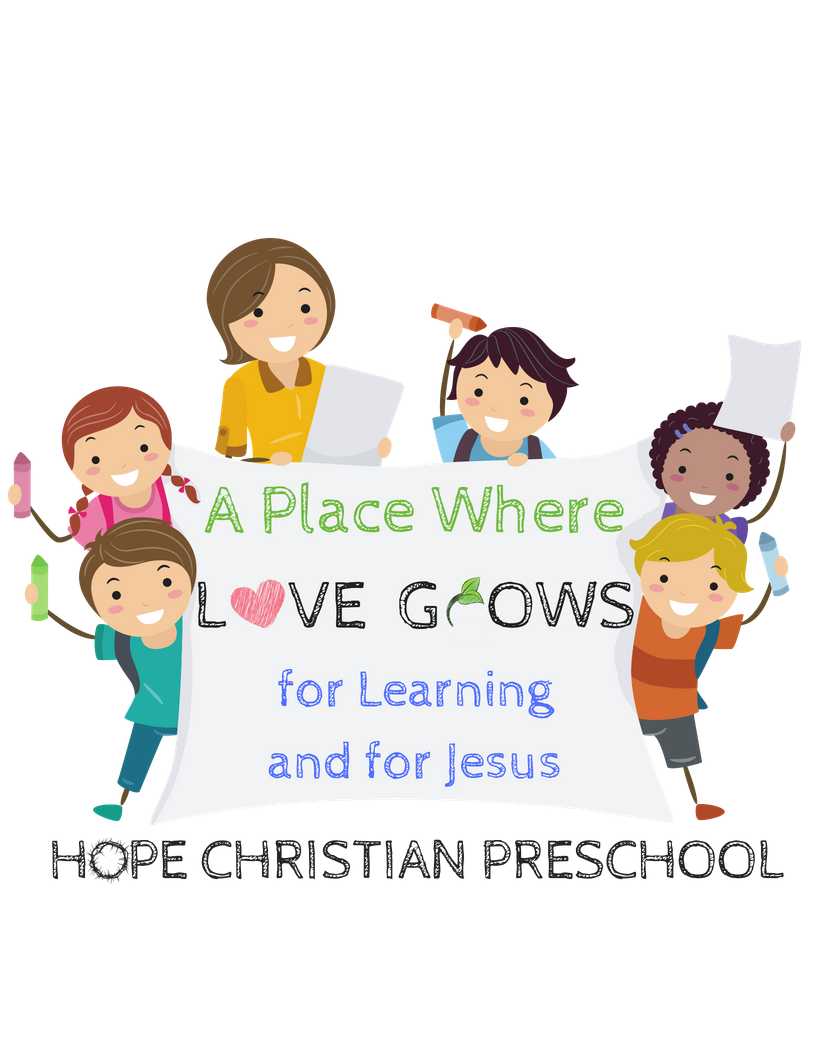 A Place Where
LOVE GROWS
for Learning
and for Jesus
HOPE CHRISTIAN PRESCHOOL